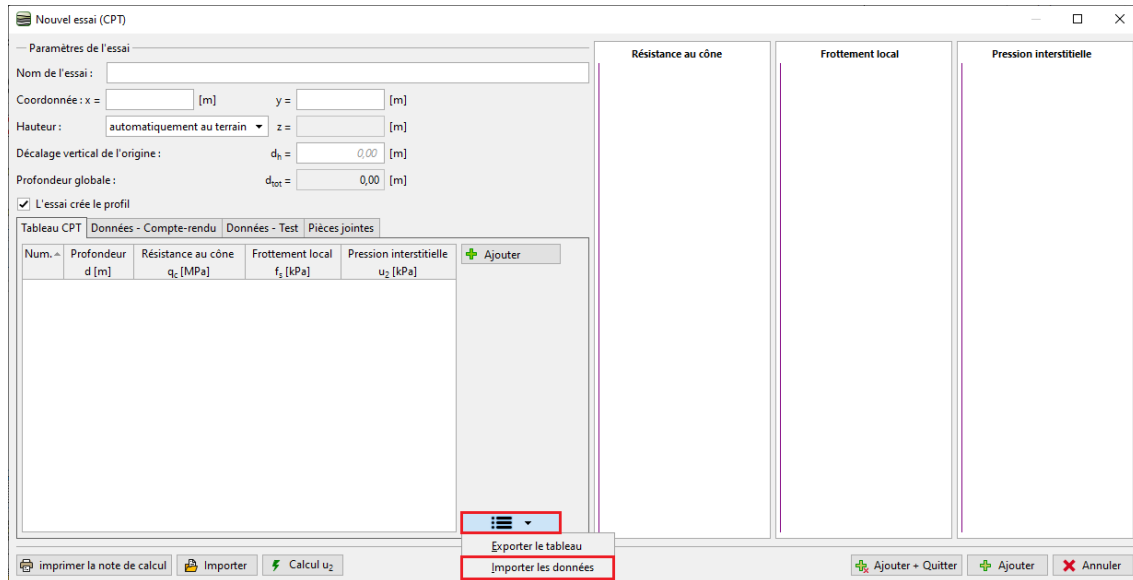 Nouvel essai (CPT)
Paramètres de l'essai
Nom de l'essai :
Coordonnée : x = [m] y = [m]
Hauteur : automatiquement au terrain z = [m]
Décalage vertical de l'origine : dh = 0,00 [m]
Profondeur globale : dtot = 0,00 [m]
L'essai crée le profil
Tableau CPT Données - Compte-rendu Données - Test Pièces jointes
Num. Profondeur Résistance au cône Frottement local Pression interstitielle
d [m] qc [MPa] fs [kPa] u2 [kPa]
Ajouter
Exporter le tableau
Importer les données
Résistance au cône Frottement local Pression interstitielle
imprimer la note de calcul Importer Calcul u2 Ajouter + Quitter Ajouter Annuler